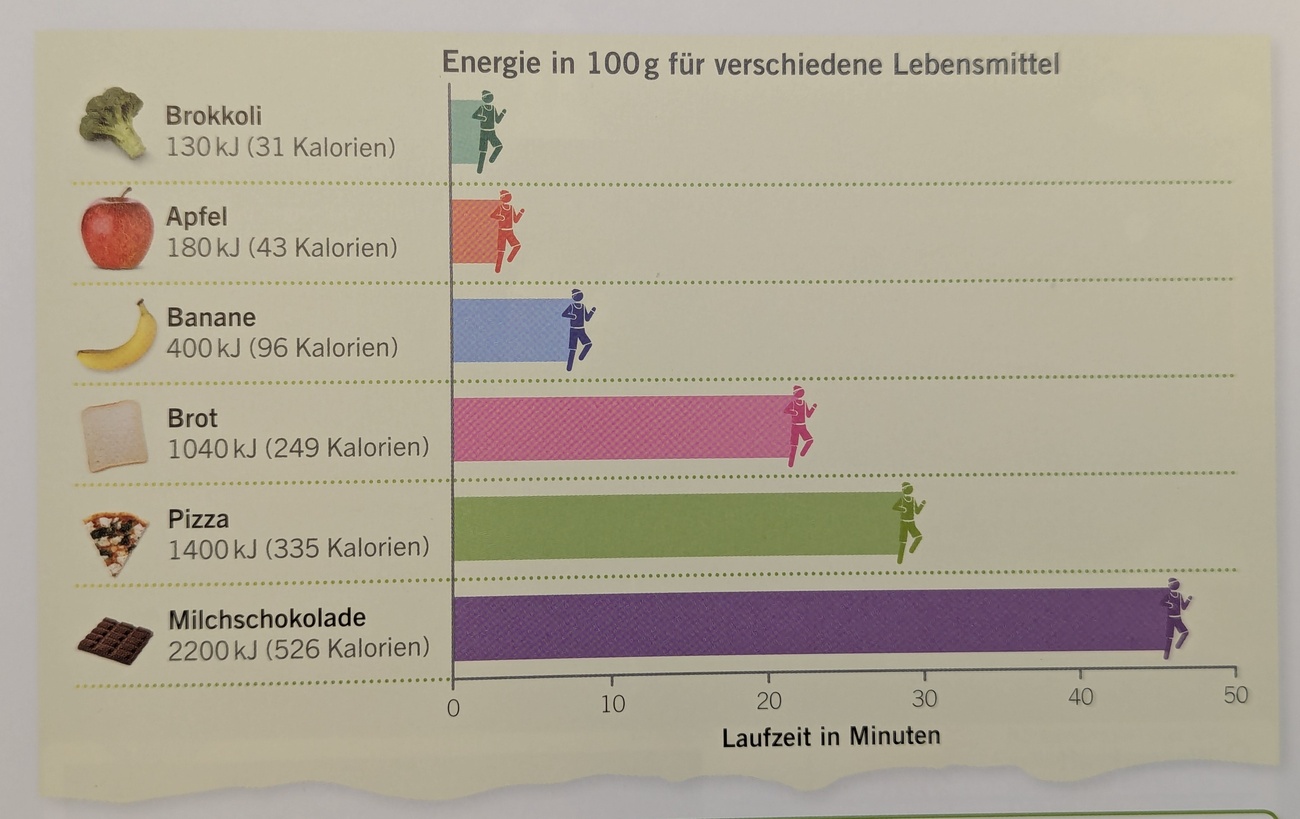 Energie in 100 g für verschiedene Lebensmittel
Brokkoli
130 kJ (31 Kalorien)
Apfel
180 kJ (43 Kalorien)
Banane
400 kJ (96 Kalorien)
Brot
1040 kJ (249 Kalorien)
Pizza
1400 kJ (335 Kalorien)
Milchschokolade
2200 kJ (526 Kalorien)
0 10 20 30 40 50
Laufzeit in Minuten